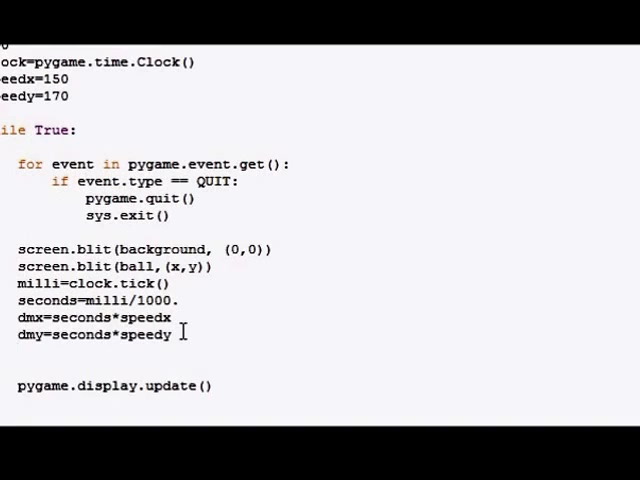 0
ock=pygame.time.Clock()
eedx=150
eedy=170
ile True:
for event in pygame.event.get():
if event.type == QUIT:
pygame.quit()
sys.exit()
screen.blit(background, (0,0))
screen.blit(ball,(x,y))
milli=clock.tick()
seconds=milli/1000.
dmx=seconds*speedx
dmy=seconds*speedy
pygame.display.update()